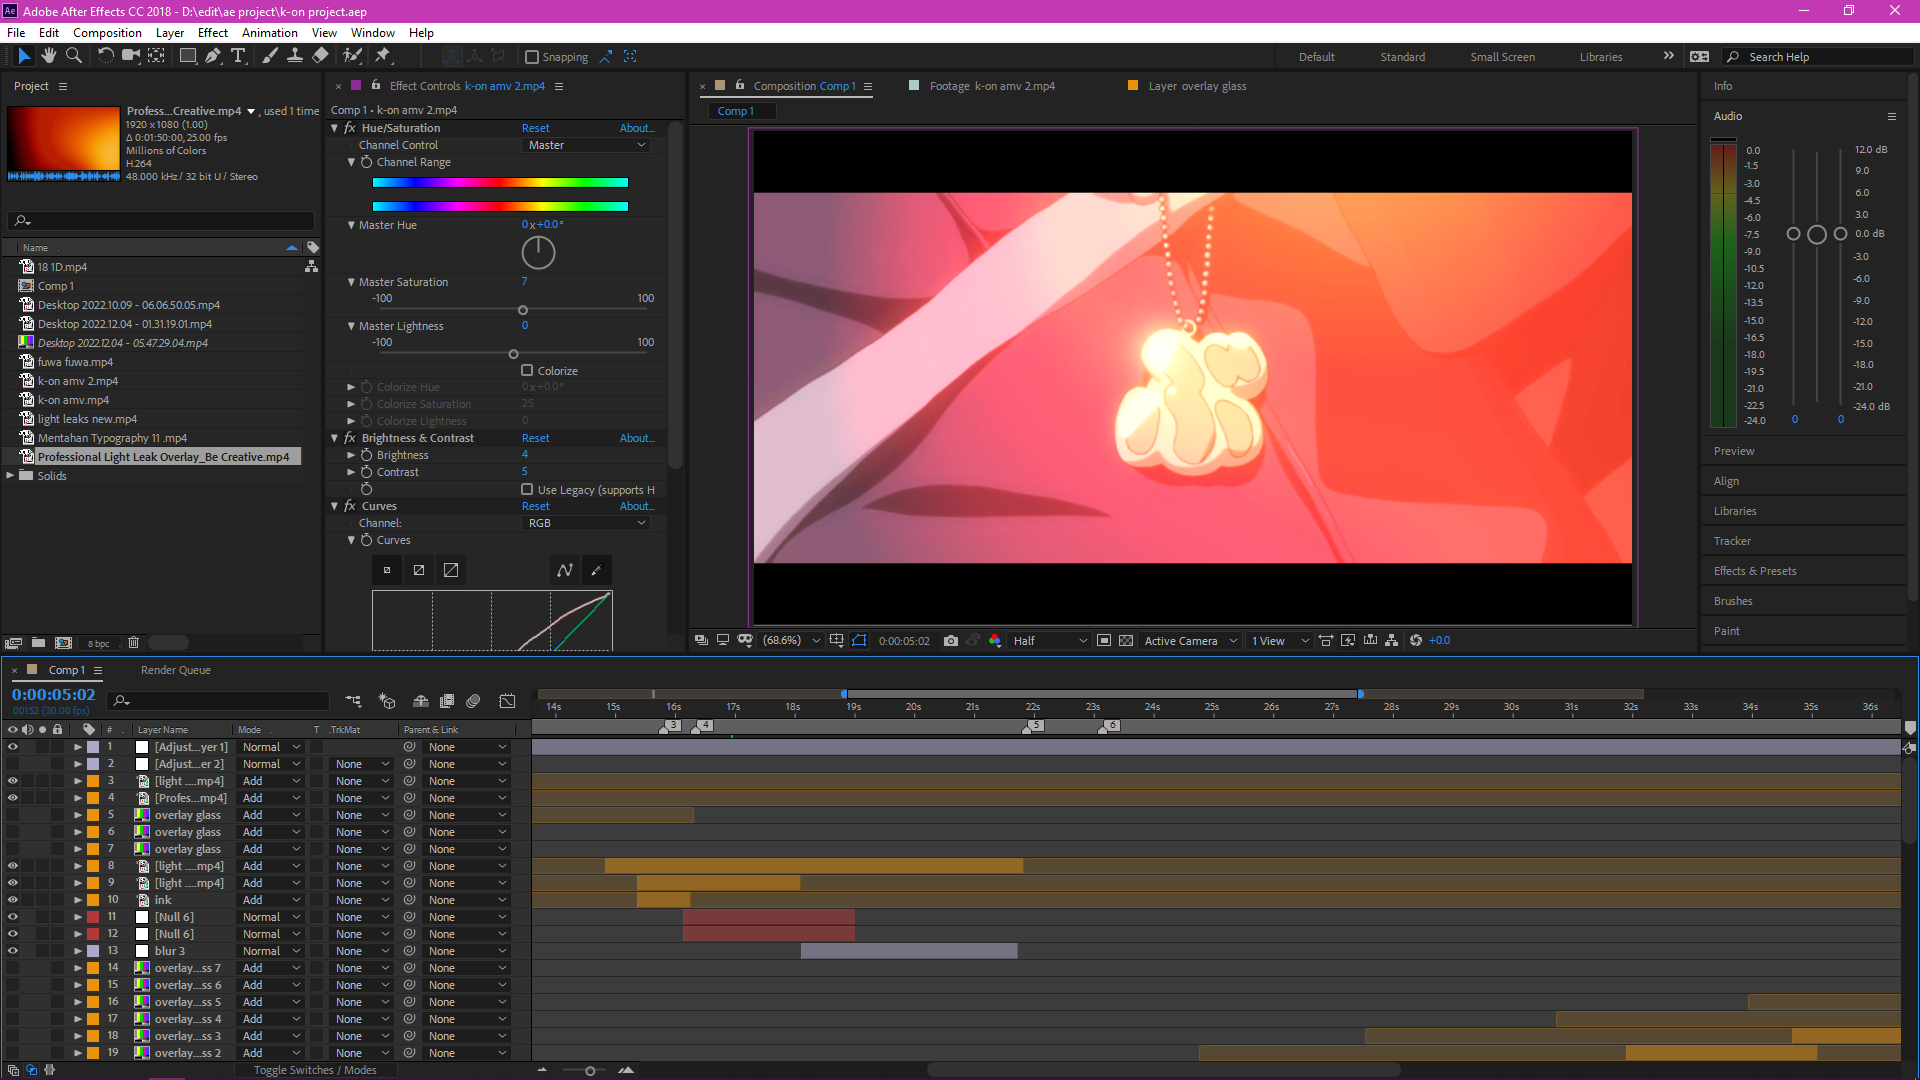 Adobe After Effects CC 2018 - D:\edit\ae project\k-on project.aep
File Edit Composition Layer Effect Animation View Window Help
Snapping
Default Standard Small Screen Libraries Search Help
Project
Profess...Creative.mp4 , used 1 time
1920 x 1080 (1.00)
Δ 0:01:50:00, 25.00 fps
Millions of Colors
H.264
48.000 kHz / 32 bit U / Stereo
Name
18 1D.mp4
Comp 1
Desktop 2022.10.09 - 06.06.50.05.mp4
Desktop 2022.12.04 - 01.31.19.01.mp4
Desktop 2022.12.04 - 05.47.29.04.mp4
fuwa fuwa.mp4
k-on amv 2.mp4
k-on amv.mp4
light leaks new.mp4
Mentahan Typography 11 .mp4
Professional Light Leak Overlay_Be Creative.mp4
Solids
8 bpc
Effect Controls k-on amv 2.mp4
Comp 1 • k-on amv 2.mp4
fx Hue/Saturation Reset About...
Channel Control Master
Channel Range
Master Hue 0x+0.0°
Master Saturation 7
-100 100
Master Lightness 0
-100 100
Colorize
Colorize Hue 0x+0.0°
Colorize Saturation 25
Colorize Lightness 0
fx Brightness & Contrast Reset About...
Brightness 4
Contrast 5
Use Legacy (supports H
fx Curves Reset About...
Channel: RGB
Curves
Composition Comp 1 Footage k-on amv 2.mp4 Layer overlay glass
Comp 1
(68.6%) 0:00:05:02 Half Active Camera 1 View +0.0
Info
Audio
0.0 12.0 dB
-1.5 9.0
-3.0 6.0
-4.5 3.0
-6.0 0.0 dB
-7.5 -3.0
-9.0 -6.0
-10.5 -9.0
-12.0 -12.0
-13.5 -15.0
-15.0 -18.0
-16.5 -21.0
-18.0 -24.0 dB
-19.5
-21.0
-22.5
-24.0
0 0
Preview
Align
Libraries
Tracker
Effects & Presets
Brushes
Paint
Comp 1 Render Queue
0:00:05:02
00152 (30.00 fps)
14s 15s 16s 17s 18s 19s 20s 21s 22s 23s 24s 25s 26s 27s 28s 29s 30s 31s 32s 33s 34s 35s 36s
3 4 5 6
# Layer Name Mode T .TrkMat Parent & Link
1 [Adjust...yer 1] Normal None
2 [Adjust...er 2] Normal None None
3 [light ....mp4] Add None None
4 [Profes...mp4] Add None None
5 overlay glass Add None None
6 overlay glass Add None None
7 overlay glass Add None None
8 [light ....mp4] Add None None
9 [light ....mp4] Add None None
10 ink Add None None
11 [Null 6] Normal None None
12 [Null 6] Normal None None
13 blur 3 Normal None None
14 overlay...ss 7 Add None None
15 overlay...ss 6 Add None None
16 overlay...ss 5 Add None None
17 overlay...ss 4 Add None None
18 overlay...ss 3 Add None None
19 overlay...ss 2 Add None None
Toggle Switches / Modes